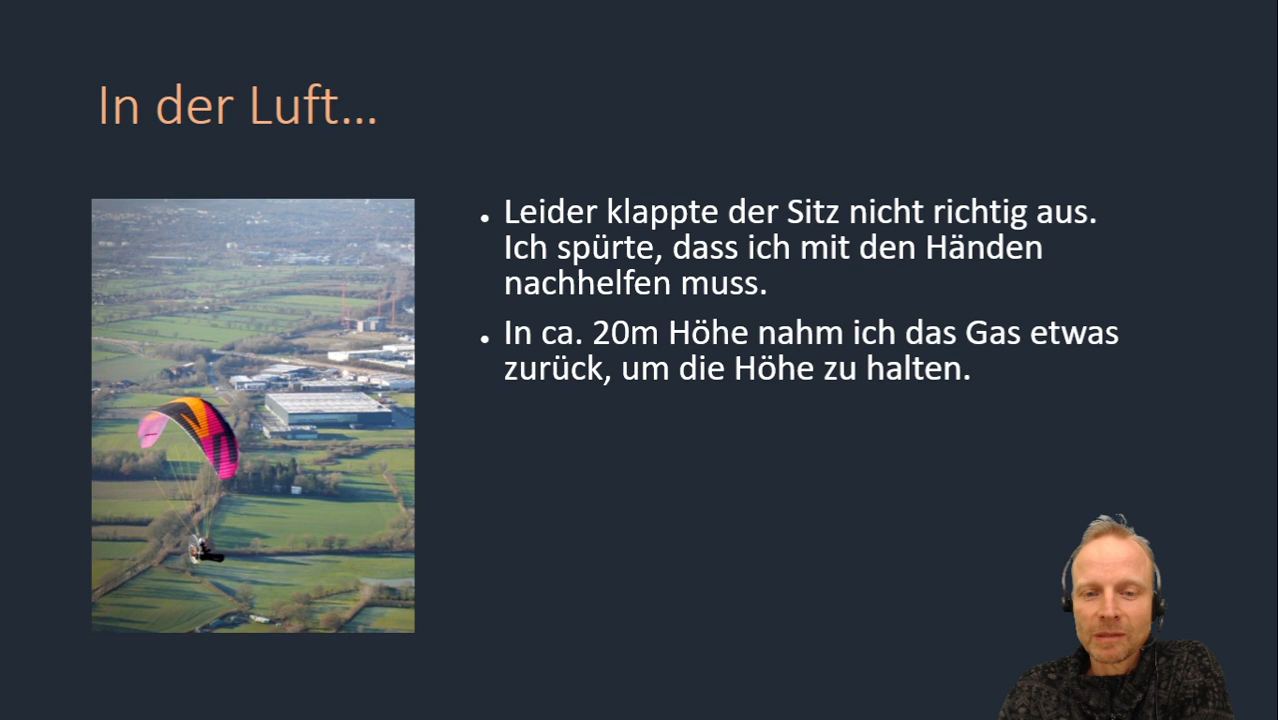 In der Luft...
• Leider klappte der Sitz nicht richtig aus.
Ich spürte, dass ich mit den Händen
nachhelfen muss.
• In ca. 20m Höhe nahm ich das Gas etwas
zurück, um die Höhe zu halten.